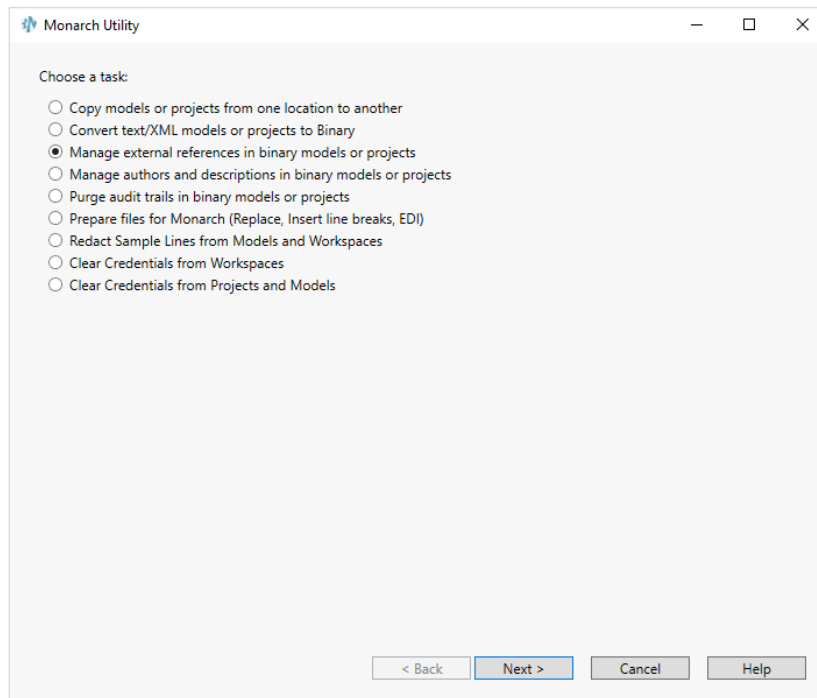 Monarch Utility
Choose a task:
Copy models or projects from one location to another
Convert text/XML models or projects to Binary
Manage external references in binary models or projects
Manage authors and descriptions in binary models or projects
Purge audit trails in binary models or projects
Prepare files for Monarch (Replace, Insert line breaks, EDI)
Redact Sample Lines from Models and Workspaces
Clear Credentials from Workspaces
Clear Credentials from Projects and Models
< Back Next > Cancel Help